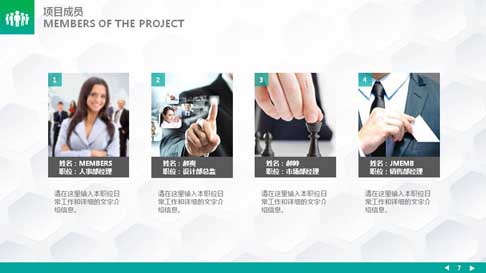 项目成员
MEMBERS OF THE PROJECT
1
姓名：MEMBERS
职位：人事部经理
请在这里输入本职位日
常工作和详细的文字介
绍信息。
2
姓名：郝嵩
职位：设计部总监
请在这里输入本职位日
常工作和详细的文字介
绍信息。
3
姓名：郝帅
职位：市场部经理
请在这里输入本职位日
常工作和详细的文字介
绍信息。
4
姓名：JMEMB
职位：销售部经理
请在这里输入本职位日
常工作和详细的文字介
绍信息。
7